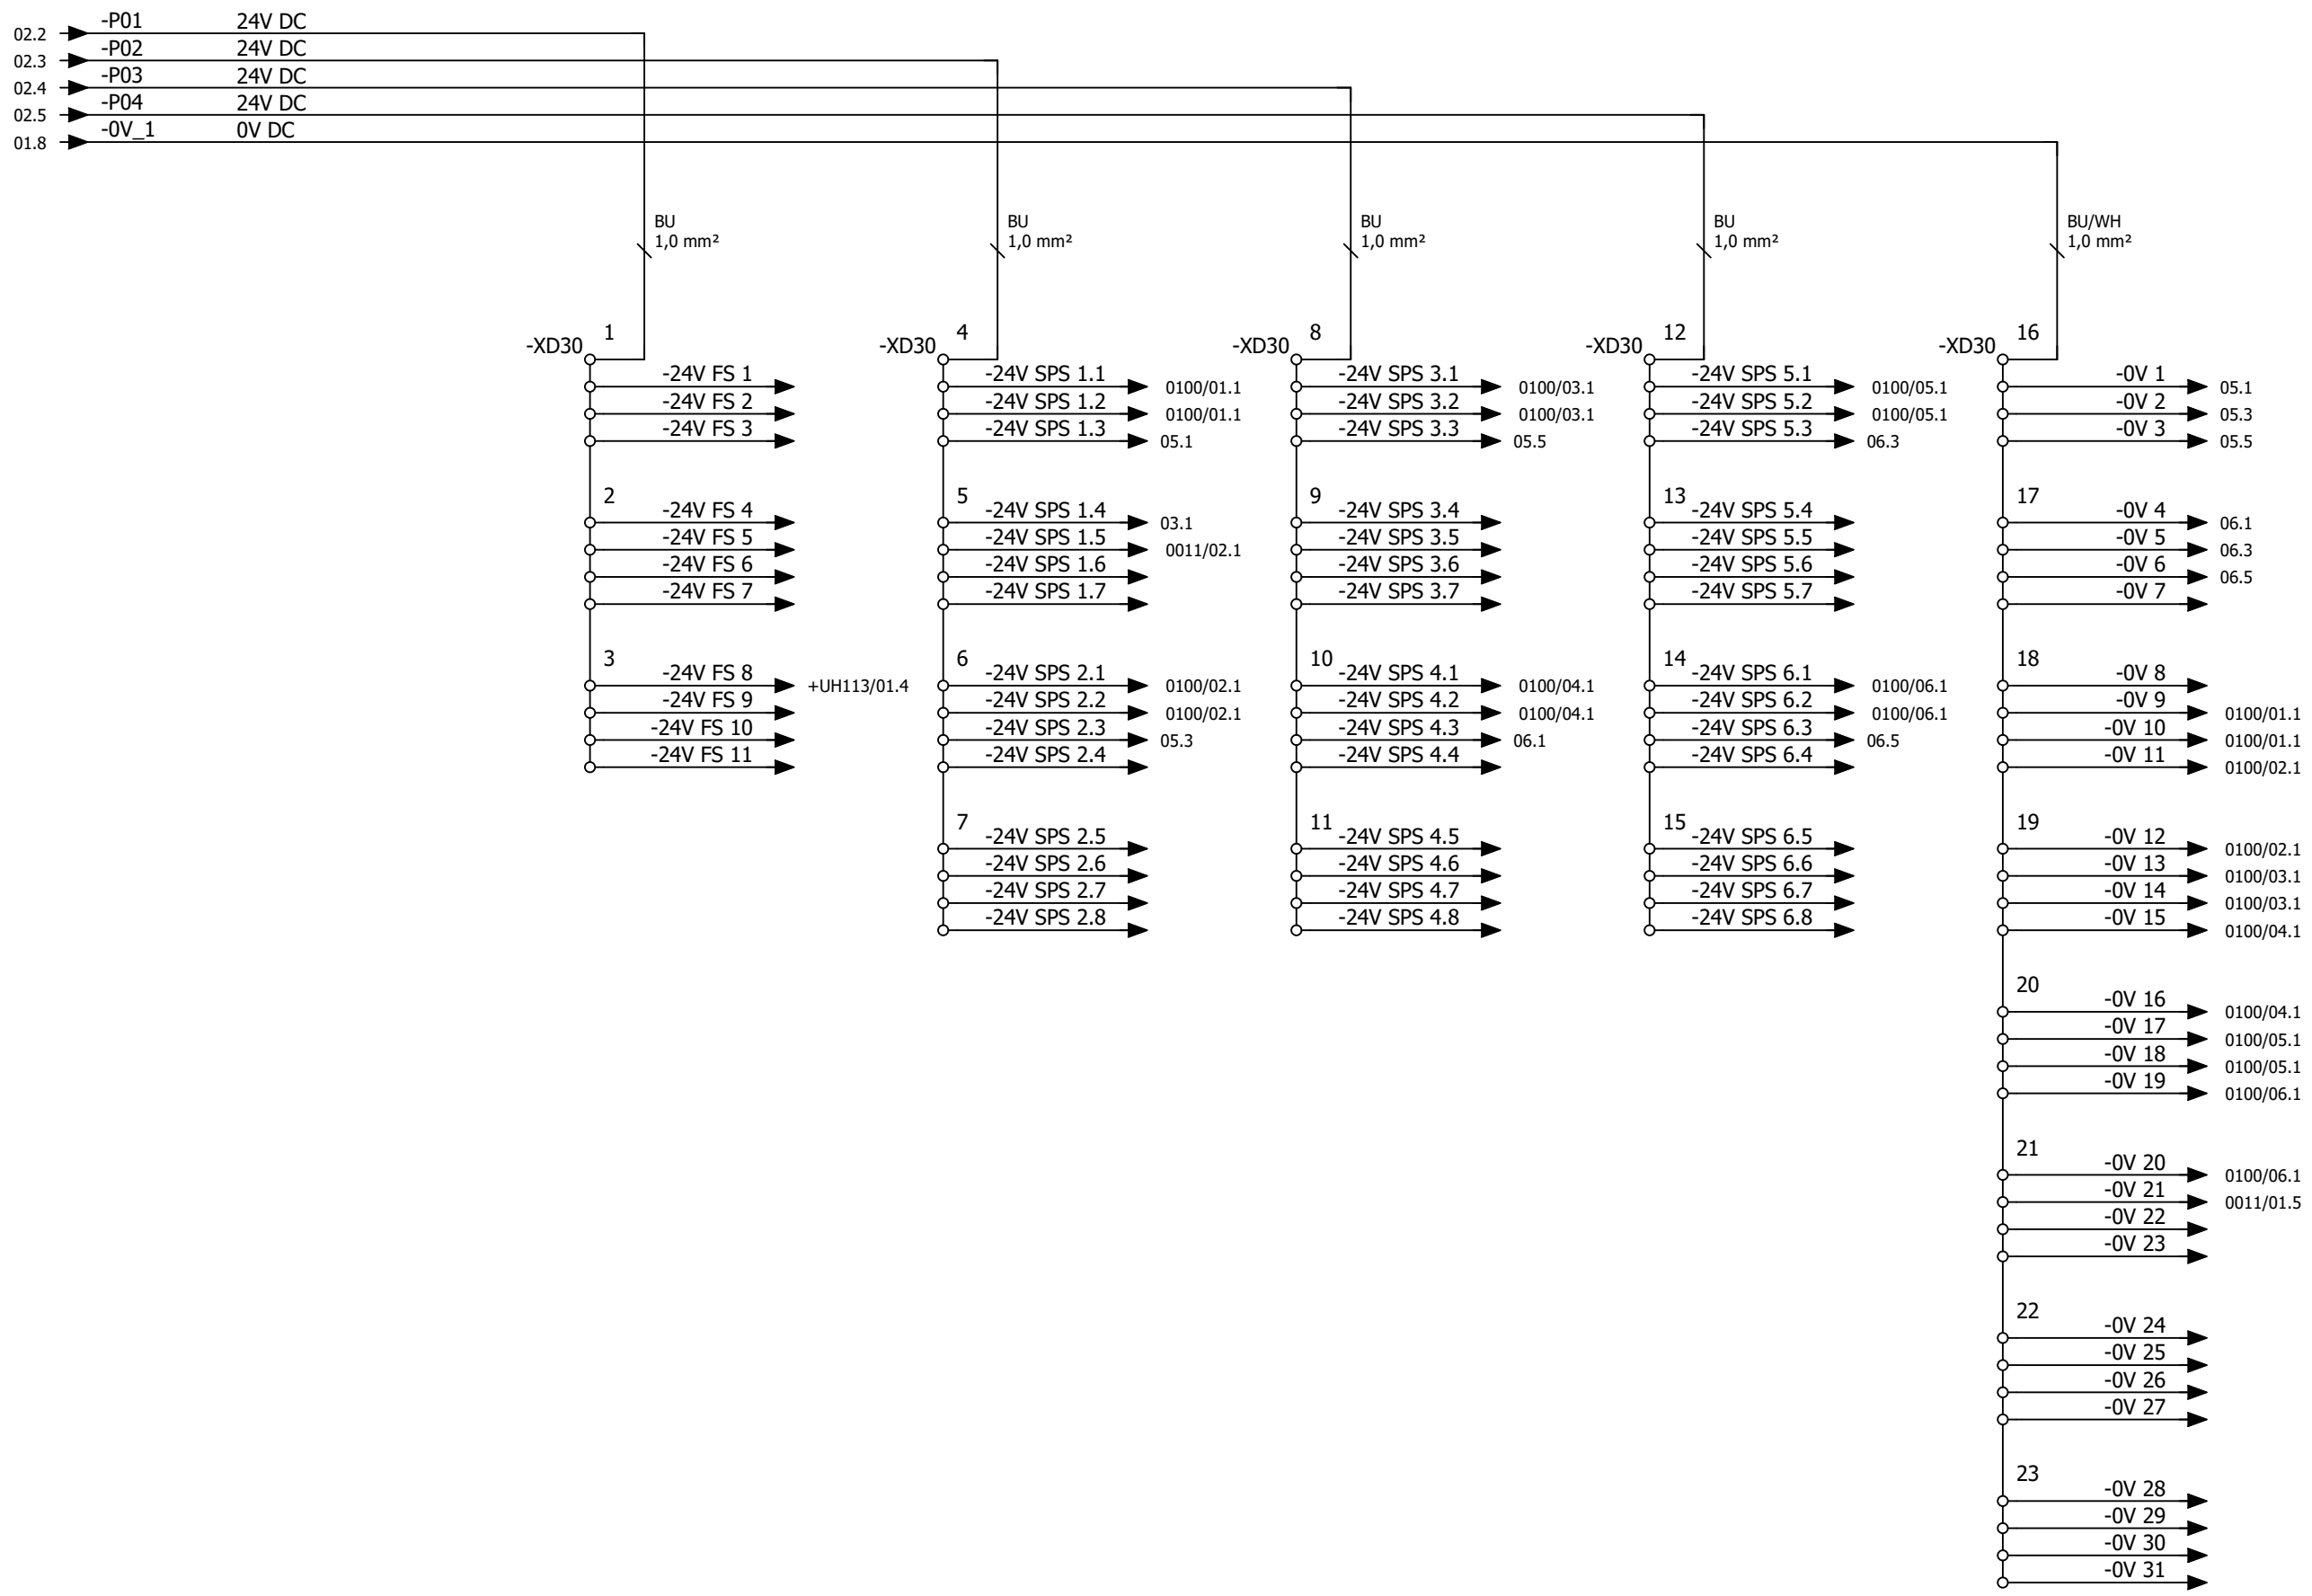 02.2 -P01 24V DC
02.3 -P02 24V DC
02.4 -P03 24V DC
02.5 -P04 24V DC
01.8 -0V_1 0V DC
BU
1,0 mm²
BU
1,0 mm²
BU
1,0 mm²
BU
1,0 mm²
BU/WH
1,0 mm²
-XD30 1
-24V FS 1
-24V FS 2
-24V FS 3
2
-24V FS 4
-24V FS 5
-24V FS 6
-24V FS 7
3
-24V FS 8 +UH113/01.4
-24V FS 9
-24V FS 10
-24V FS 11
-XD30 4
-24V SPS 1.1 0100/01.1
-24V SPS 1.2 0100/01.1
-24V SPS 1.3 05.1
5
-24V SPS 1.4 03.1
-24V SPS 1.5 0011/02.1
-24V SPS 1.6
-24V SPS 1.7
6
-24V SPS 2.1 0100/02.1
-24V SPS 2.2 0100/02.1
-24V SPS 2.3 05.3
-24V SPS 2.4
7
-24V SPS 2.5
-24V SPS 2.6
-24V SPS 2.7
-24V SPS 2.8
-XD30 8
-24V SPS 3.1 0100/03.1
-24V SPS 3.2 0100/03.1
-24V SPS 3.3 05.5
9
-24V SPS 3.4
-24V SPS 3.5
-24V SPS 3.6
-24V SPS 3.7
10
-24V SPS 4.1 0100/04.1
-24V SPS 4.2 0100/04.1
-24V SPS 4.3 06.1
-24V SPS 4.4
11
-24V SPS 4.5
-24V SPS 4.6
-24V SPS 4.7
-24V SPS 4.8
-XD30 12
-24V SPS 5.1 0100/05.1
-24V SPS 5.2 0100/05.1
-24V SPS 5.3 06.3
13
-24V SPS 5.4
-24V SPS 5.5
-24V SPS 5.6
-24V SPS 5.7
14
-24V SPS 6.1 0100/06.1
-24V SPS 6.2 0100/06.1
-24V SPS 6.3 06.5
-24V SPS 6.4
15
-24V SPS 6.5
-24V SPS 6.6
-24V SPS 6.7
-24V SPS 6.8
-XD30 16
-0V 1 05.1
-0V 2 05.3
-0V 3 05.5
17
-0V 4 06.1
-0V 5 06.3
-0V 6 06.5
-0V 7
18
-0V 8
-0V 9 0100/01.1
-0V 10 0100/01.1
-0V 11 0100/02.1
19
-0V 12 0100/02.1
-0V 13 0100/03.1
-0V 14 0100/03.1
-0V 15 0100/04.1
20
-0V 16 0100/04.1
-0V 17 0100/05.1
-0V 18 0100/05.1
-0V 19 0100/06.1
21
-0V 20 0100/06.1
-0V 21 0011/01.5
-0V 22
-0V 23
22
-0V 24
-0V 25
-0V 26
-0V 27
23
-0V 28
-0V 29
-0V 30
-0V 31